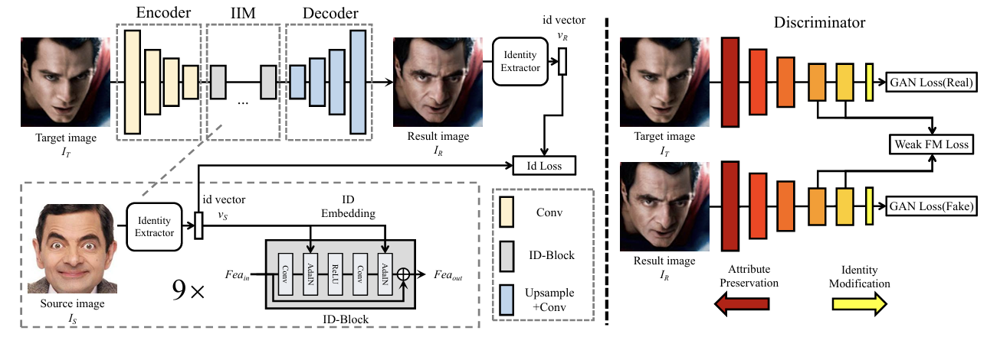 Encoder
IIM
Decoder
Target image
I_T
...
Result image
I_R
Identity
Extractor
id vector
v_R
Id Loss
Source image
I_S
Identity
Extractor
id vector
v_S
ID
Embedding
9×
Fea_in
Conv
AdaIN
ReLU
Conv
AdaIN
Fea_out
ID-Block
Conv
ID-Block
Upsample
+Conv
Discriminator
Target image
I_T
GAN Loss(Real)
Weak FM Loss
Result image
I_R
GAN Loss(Fake)
Attribute
Preservation
Identity
Modification